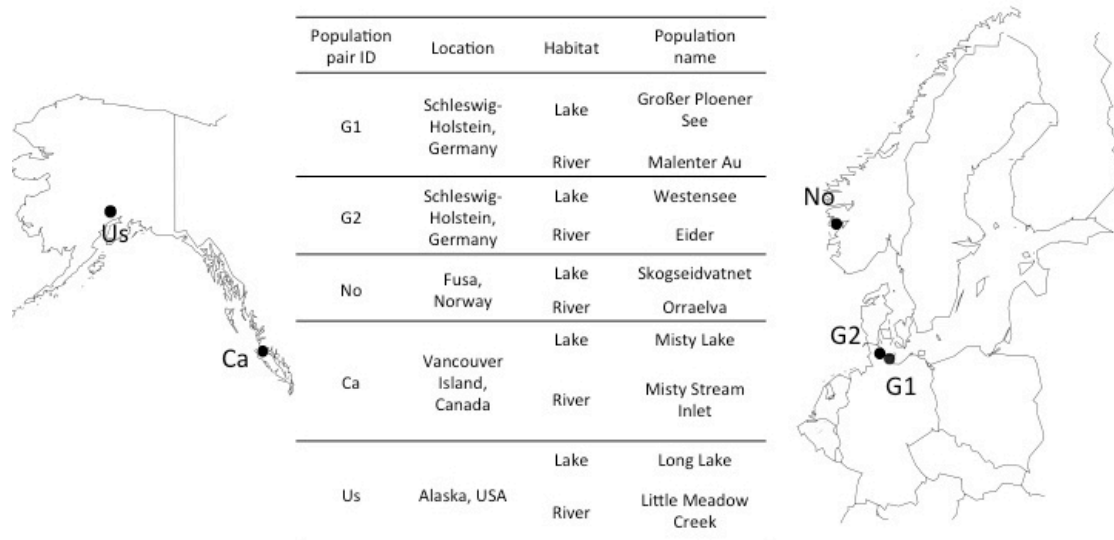 Population pair ID Location Habitat Population name
G1 Schleswig-Holstein, Germany Lake Großer Ploener See
River Malenter Au
G2 Schleswig-Holstein, Germany Lake Westensee
River Eider
No Fusa, Norway Lake Skogseidvatnet
River Orraelva
Ca Vancouver Island, Canada Lake Misty Lake
River Misty Stream Inlet
Us Alaska, USA Lake Long Lake
River Little Meadow Creek
Us
Ca
No
G2
G1